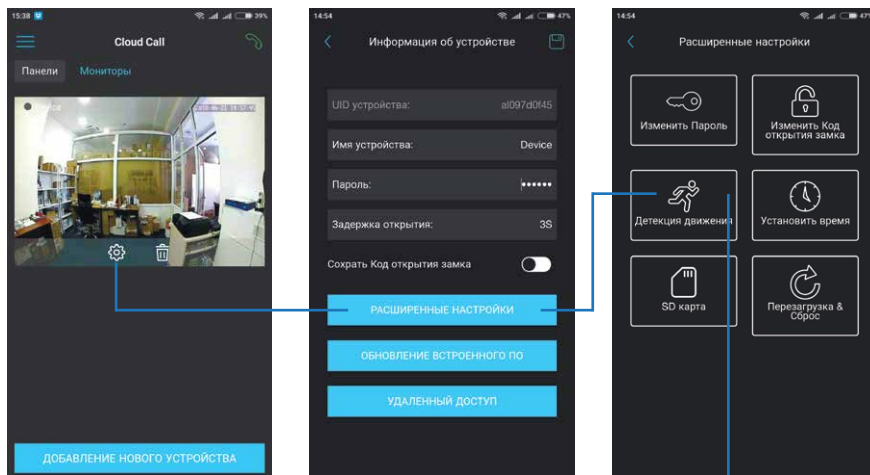 15:38
39%
Cloud Call
Панели
Мониторы
ДОБАВЛЕНИЕ НОВОГО УСТРОЙСТВА
14:54
47%
Информация об устройстве
UID устройства:
al097d0f45
Имя устройства:
Device
Пароль:
••••••
Задержка открытия:
3S
Сохрать Код открытия замка
РАСШИРЕННЫЕ НАСТРОЙКИ
ОБНОВЛЕНИЕ ВСТРОЕННОГО ПО
УДАЛЕННЫЙ ДОСТУП
14:54
47%
Расширенные настройки
Изменить Пароль
Изменить Код
открытия замка
Детекция движения
Установить время
SD карта
Перезагрузка &
Сброс